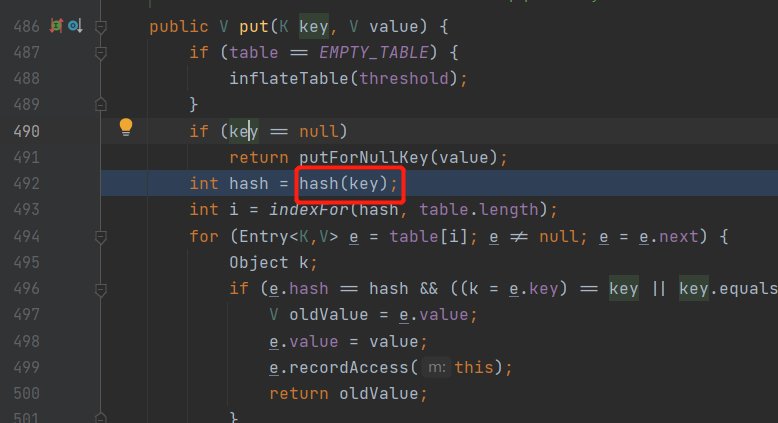 486 public V put(K key, V value) {
487 if (table == EMPTY_TABLE) {
488 inflateTable(threshold);
489 }
490 if (key == null)
491 return putForNullKey(value);
492 int hash = hash(key);
493 int i = indexFor(hash, table.length);
494 for (Entry<K,V> e = table[i]; e != null; e = e.next) {
495 Object k;
496 if (e.hash == hash && ((k = e.key) == key || key.equals
497 V oldValue = e.value;
498 e.value = value;
499 e.recordAccess( m: this);
500 return oldValue;
501 }